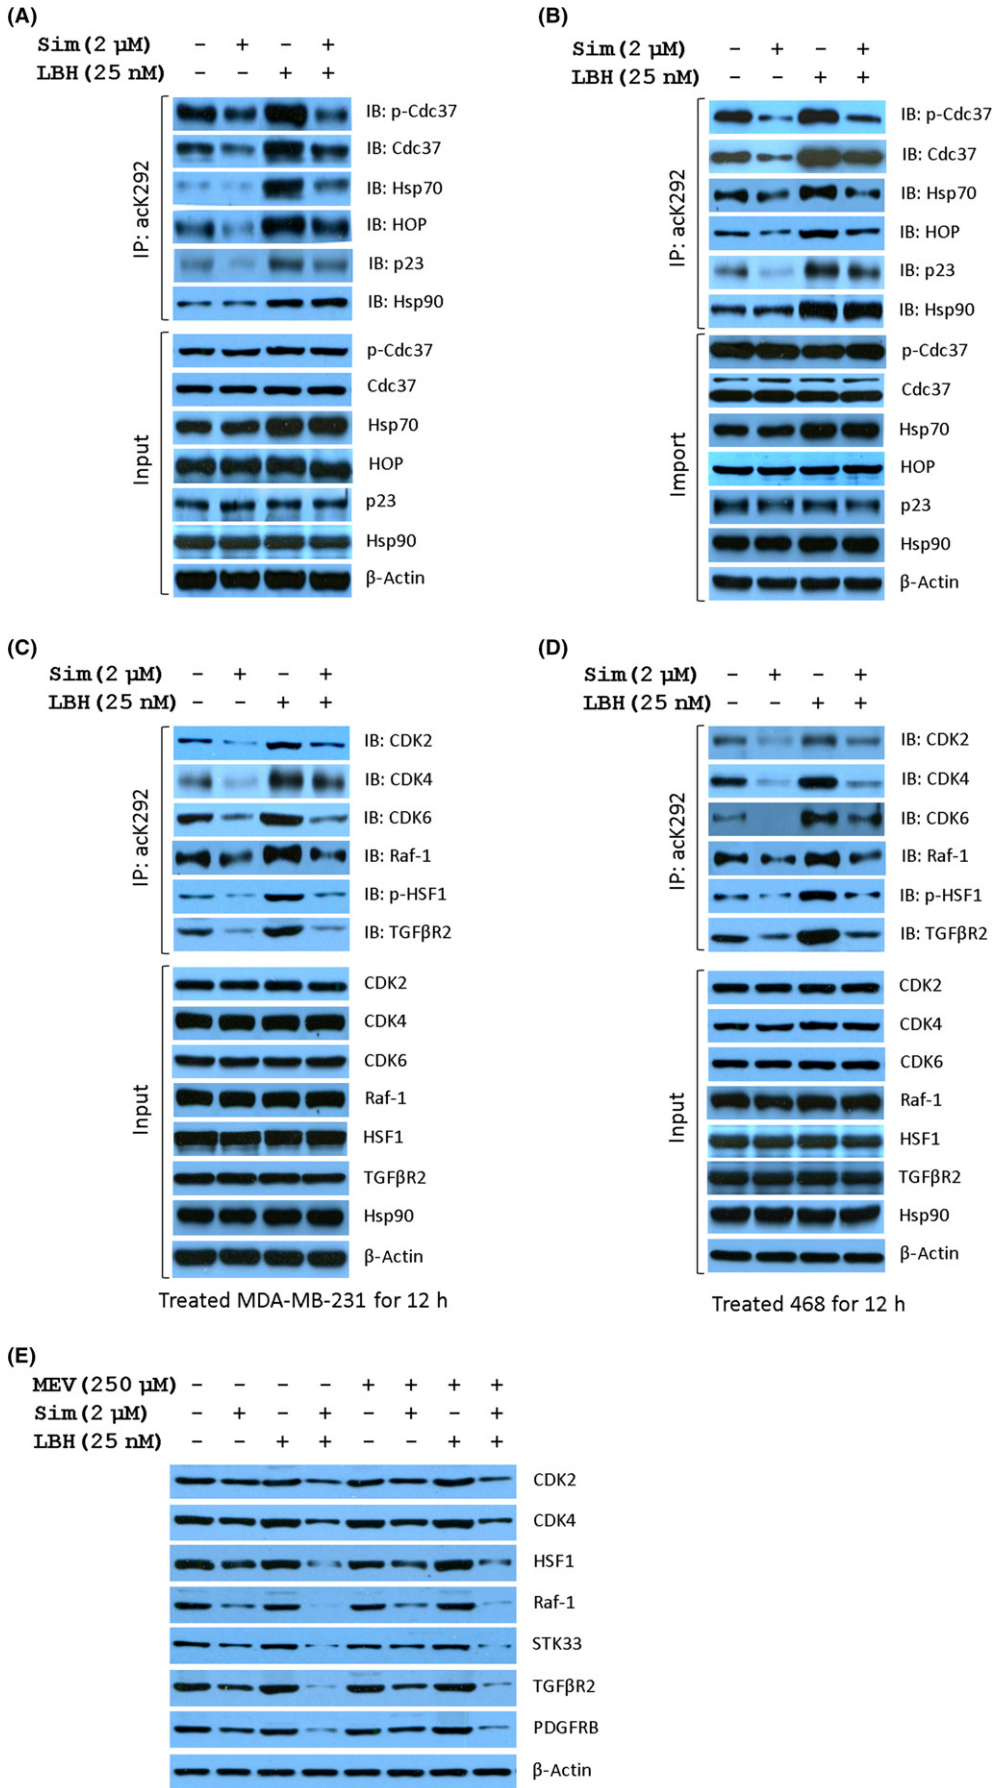 (A)
Sim (2 µM) – + – +
LBH (25 nM) – – + +
IP: acK292
IB: p-Cdc37
IB: Cdc37
IB: Hsp70
IB: HOP
IB: p23
IB: Hsp90
Input
p-Cdc37
Cdc37
Hsp70
HOP
p23
Hsp90
β-Actin
(B)
Sim (2 µM) – + – +
LBH (25 nM) – – + +
IP: acK292
IB: p-Cdc37
IB: Cdc37
IB: Hsp70
IB: HOP
IB: p23
IB: Hsp90
Import
p-Cdc37
Cdc37
Hsp70
HOP
p23
Hsp90
β-Actin
(C)
Sim (2 µM) – + – +
LBH (25 nM) – – + +
IP: acK292
IB: CDK2
IB: CDK4
IB: CDK6
IB: Raf-1
IB: p-HSF1
IB: TGFβR2
Input
CDK2
CDK4
CDK6
Raf-1
HSF1
TGFβR2
Hsp90
β-Actin
Treated MDA-MB-231 for 12 h
(D)
Sim (2 µM) – + – +
LBH (25 nM) – – + +
IP: acK292
IB: CDK2
IB: CDK4
IB: CDK6
IB: Raf-1
IB: p-HSF1
IB: TGFβR2
Input
CDK2
CDK4
CDK6
Raf-1
HSF1
TGFβR2
Hsp90
β-Actin
Treated 468 for 12 h
(E)
MEV (250 µM) – – – – + + + +
Sim (2 µM) – + – + – + – +
LBH (25 nM) – – + + – – + +
CDK2
CDK4
HSF1
Raf-1
STK33
TGFβR2
PDGFRB
β-Actin